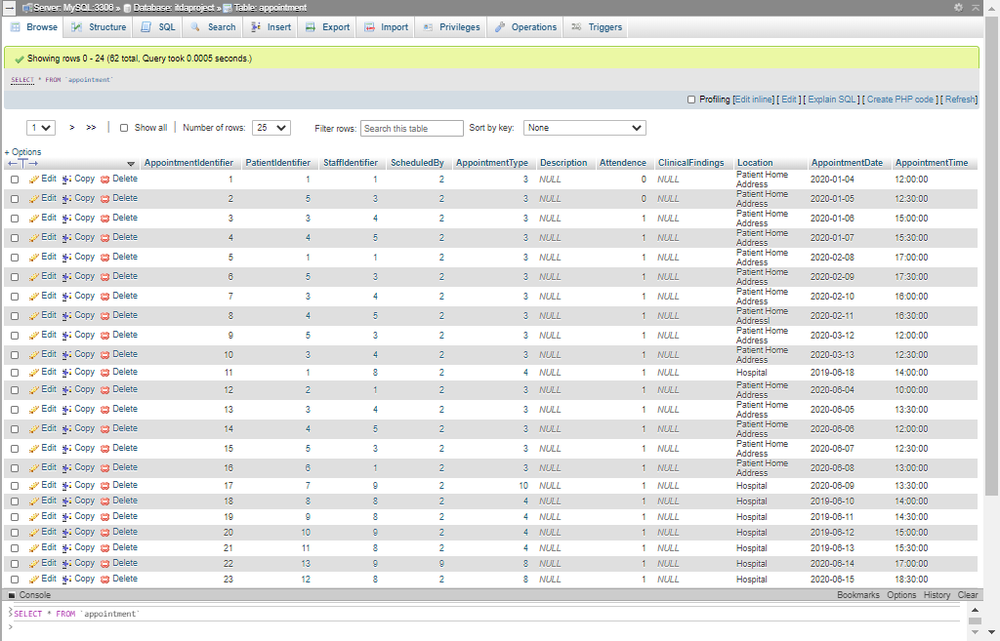 Server: MySQL:3306 » Database: itdaproject » Table: appointment
Browse Structure SQL Search Insert Export Import Privileges Operations Triggers
Showing rows 0 - 24 (62 total, Query took 0.0005 seconds.)
SELECT * FROM `appointment`
Profiling [Edit inline] [ Edit ] [ Explain SQL ] [ Create PHP code ] [ Refresh]
1 > >> Show all Number of rows: 25 Filter rows: Search this table Sort by key: None
+ Options
←T→ AppointmentIdentifier PatientIdentifier StaffIdentifier ScheduledBy AppointmentType Description Attendence ClinicalFindings Location AppointmentDate AppointmentTime
Edit Copy Delete 1 1 1 2 3 NULL 0 NULL Patient Home Address 2020-01-04 12:00:00
Edit Copy Delete 2 5 3 2 3 NULL 0 NULL Patient Home Address 2020-01-05 12:30:00
Edit Copy Delete 3 3 4 2 3 NULL 1 NULL Patient Home Address 2020-01-06 15:00:00
Edit Copy Delete 4 4 5 2 3 NULL 1 NULL Patient Home Address 2020-01-07 15:30:00
Edit Copy Delete 5 1 1 2 3 NULL 1 NULL Patient Home Address 2020-02-08 17:00:00
Edit Copy Delete 6 5 3 2 3 NULL 1 NULL Patient Home Address 2020-02-09 17:30:00
Edit Copy Delete 7 3 4 2 3 NULL 1 NULL Patient Home Address 2020-02-10 16:00:00
Edit Copy Delete 8 4 5 2 3 NULL 1 NULL Patient Home Addressl 2020-02-11 16:30:00
Edit Copy Delete 9 5 3 2 3 NULL 1 NULL Patient Home Address 2020-03-12 12:00:00
Edit Copy Delete 10 3 4 2 3 NULL 1 NULL Patient Home Address 2020-03-13 12:30:00
Edit Copy Delete 11 1 8 2 4 NULL 1 NULL Hospital 2019-06-18 14:00:00
Edit Copy Delete 12 2 1 2 3 NULL 1 NULL Patient Home Address 2020-06-04 10:00:00
Edit Copy Delete 13 3 4 2 3 NULL 1 NULL Patient Home Address 2020-06-05 13:30:00
Edit Copy Delete 14 4 5 2 3 NULL 1 NULL Patient Home Address 2020-06-06 12:00:00
Edit Copy Delete 15 5 3 2 3 NULL 1 NULL Patient Home Address 2020-06-07 12:30:00
Edit Copy Delete 16 6 1 2 3 NULL 1 NULL Patient Home Address 2020-06-08 13:00:00
Edit Copy Delete 17 7 9 2 10 NULL 1 NULL Hospital 2020-06-09 13:30:00
Edit Copy Delete 18 8 8 2 4 NULL 1 NULL Hospital 2019-06-10 14:00:00
Edit Copy Delete 19 9 8 2 4 NULL 1 NULL Hospital 2019-06-11 14:30:00
Edit Copy Delete 20 10 9 2 4 NULL 1 NULL Hospital 2019-06-12 15:00:00
Edit Copy Delete 21 11 8 2 4 NULL 1 NULL Hospital 2019-06-13 15:30:00
Edit Copy Delete 22 13 9 9 8 NULL 1 NULL Hospital 2020-06-14 17:00:00
Edit Copy Delete 23 12 8 2 8 NULL 1 NULL Hospital 2020-06-15 18:30:00
Console Bookmarks Options History Clear
>SELECT * FROM `appointment`
>